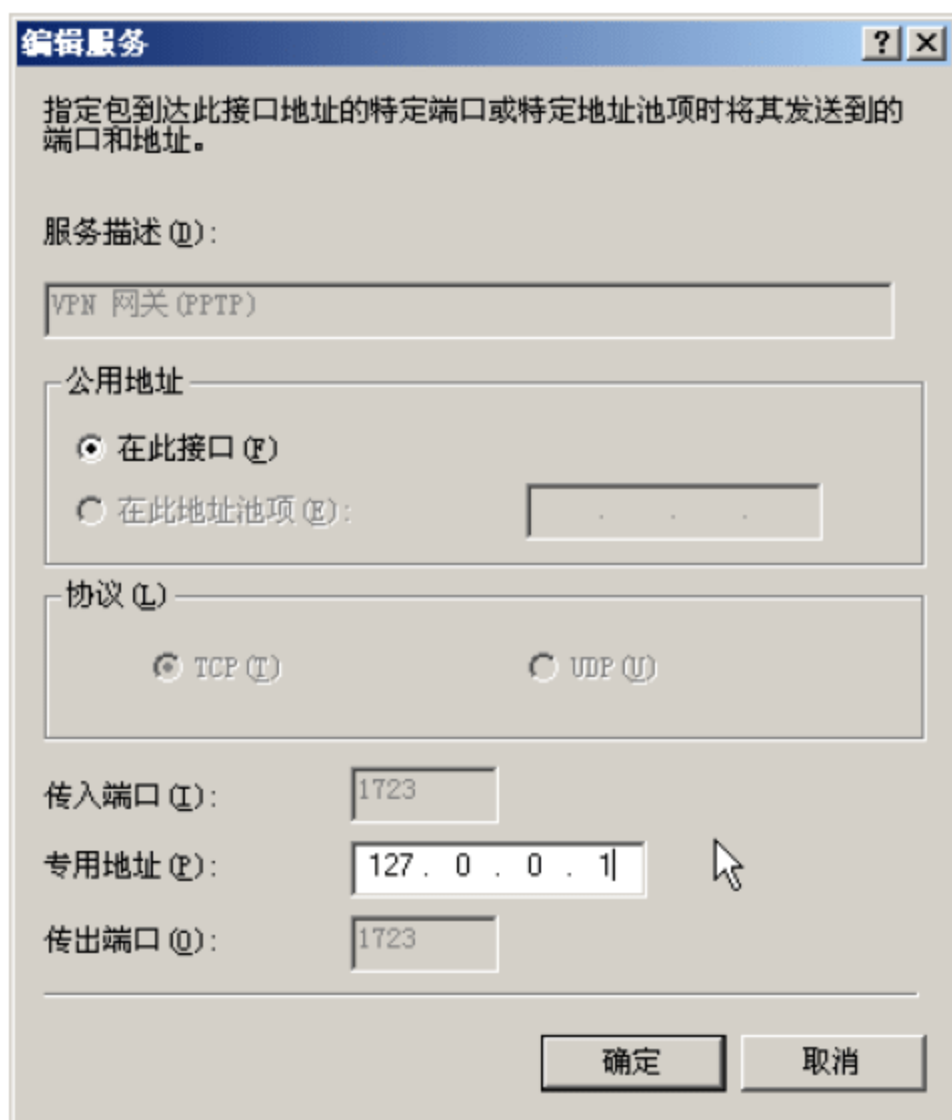 编辑服务
指定包到达此接口地址的特定端口或特定地址池项时将其发送到的
端口和地址。
服务描述(D):
VPN 网关(PPTP)
公用地址
在此接口(F)
在此地址池项(E): . . .
协议(L)
TCP(T) UDP(U)
传入端口(I): 1723
专用地址(P): 127. 0 . 0 . 1
传出端口(O): 1723
确定 取消